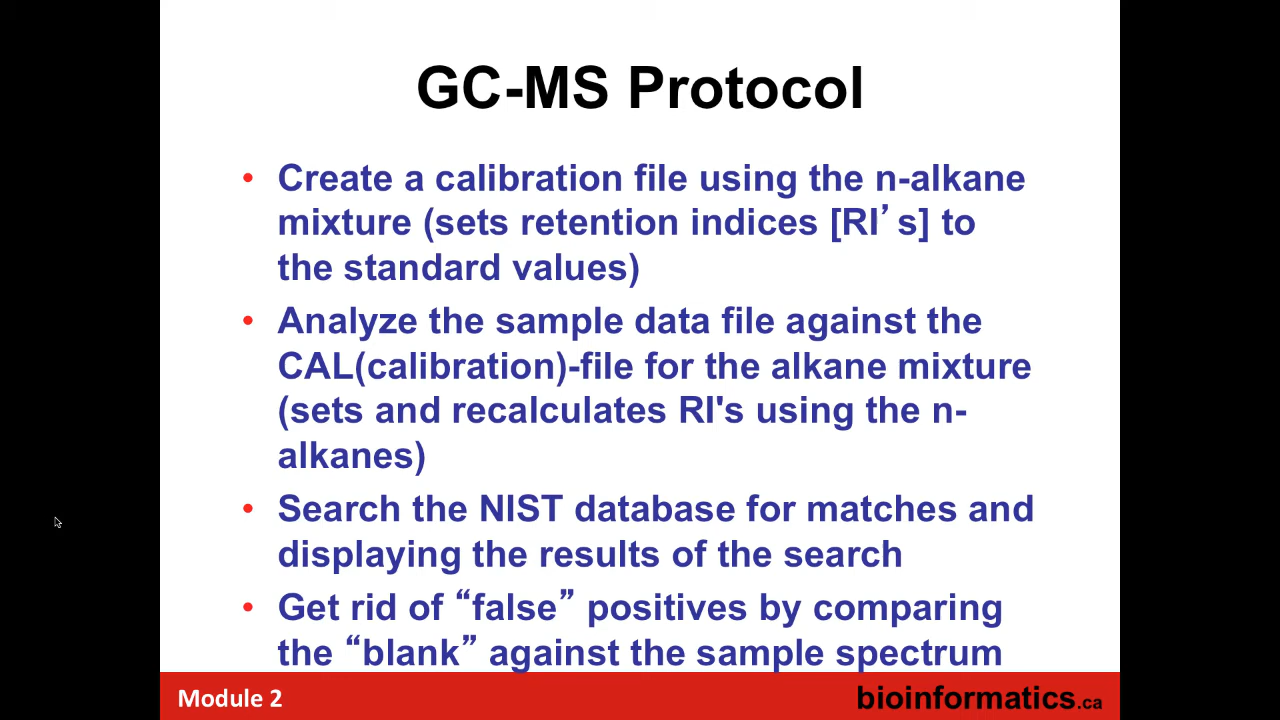 GC-MS Protocol
• Create a calibration file using the n-alkane
mixture (sets retention indices [RI’s] to
the standard values)
• Analyze the sample data file against the
CAL(calibration)-file for the alkane mixture
(sets and recalculates RI's using the n-
alkanes)
• Search the NIST database for matches and
displaying the results of the search
• Get rid of “false” positives by comparing
the “blank” against the sample spectrum
Module 2
bioinformatics.ca